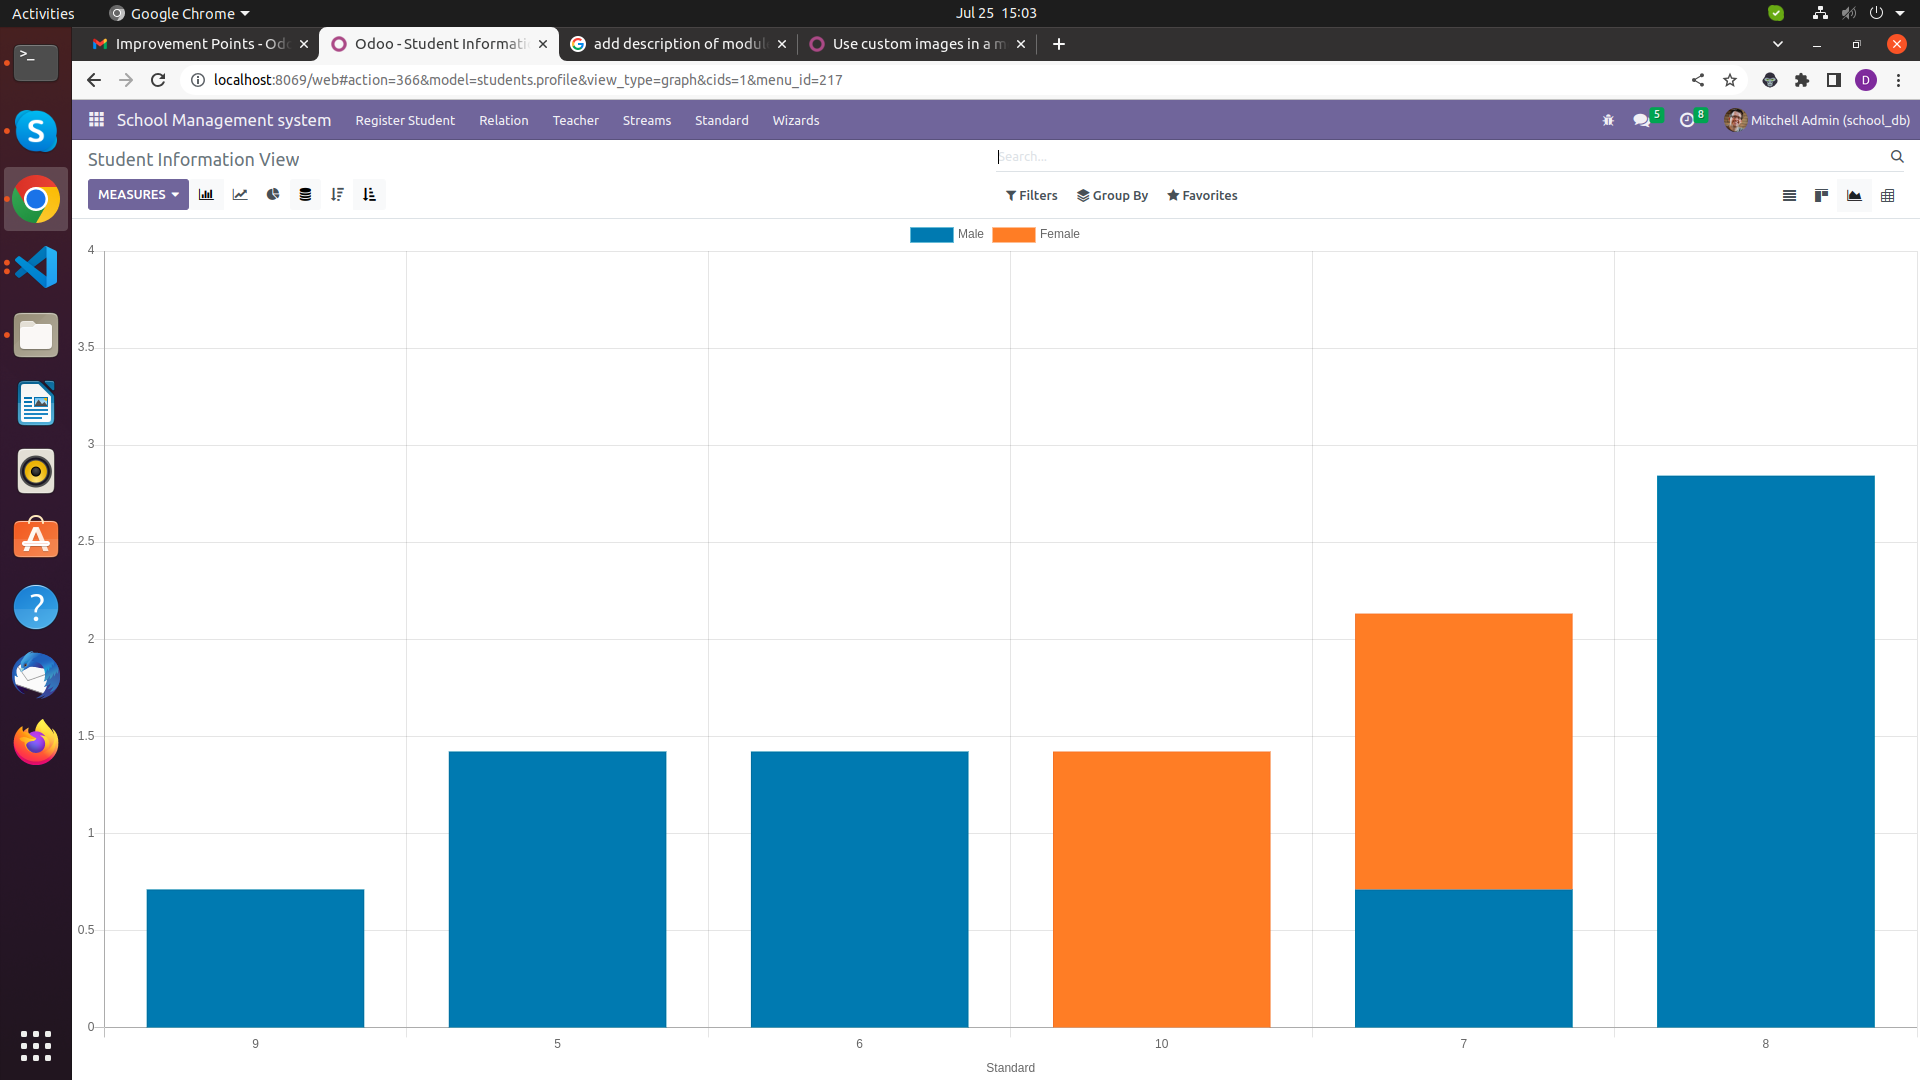 Activities
Google Chrome
Jul 25 15:03
Improvement Points - Odo
Odoo - Student Informati
add description of modul
Use custom images in a m
localhost:8069/web#action=366&model=students.profile&view_type=graph&cids=1&menu_id=217
D
School Management system
Register Student
Relation
Teacher
Streams
Standard
Wizards
5
8
Mitchell Admin (school_db)
Student Information View
Search...
MEASURES
Filters
Group By
Favorites
Male
Female
4
3.5
3
2.5
2
1.5
1
0.5
0
9
5
6
10
7
8
Standard